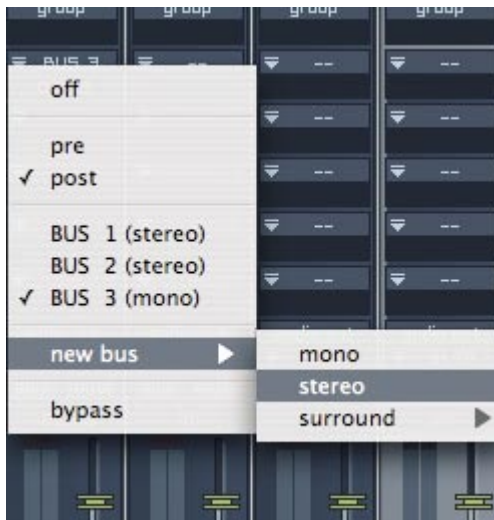 group group group group
BUS 3 --
-- --
off
-- --
pre
✓ post
-- --
BUS 1 (stereo)
-- --
BUS 2 (stereo)
✓ BUS 3 (mono)
-- --
new bus
mono
stereo
surround
bypass